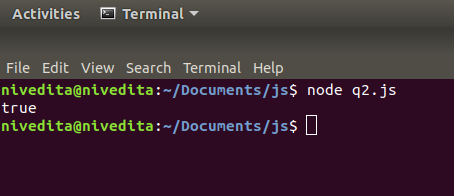 Activities Terminal
File Edit View Search Terminal Help
nivedita@nivedita:~/Documents/js$ node q2.js
true
nivedita@nivedita:~/Documents/js$